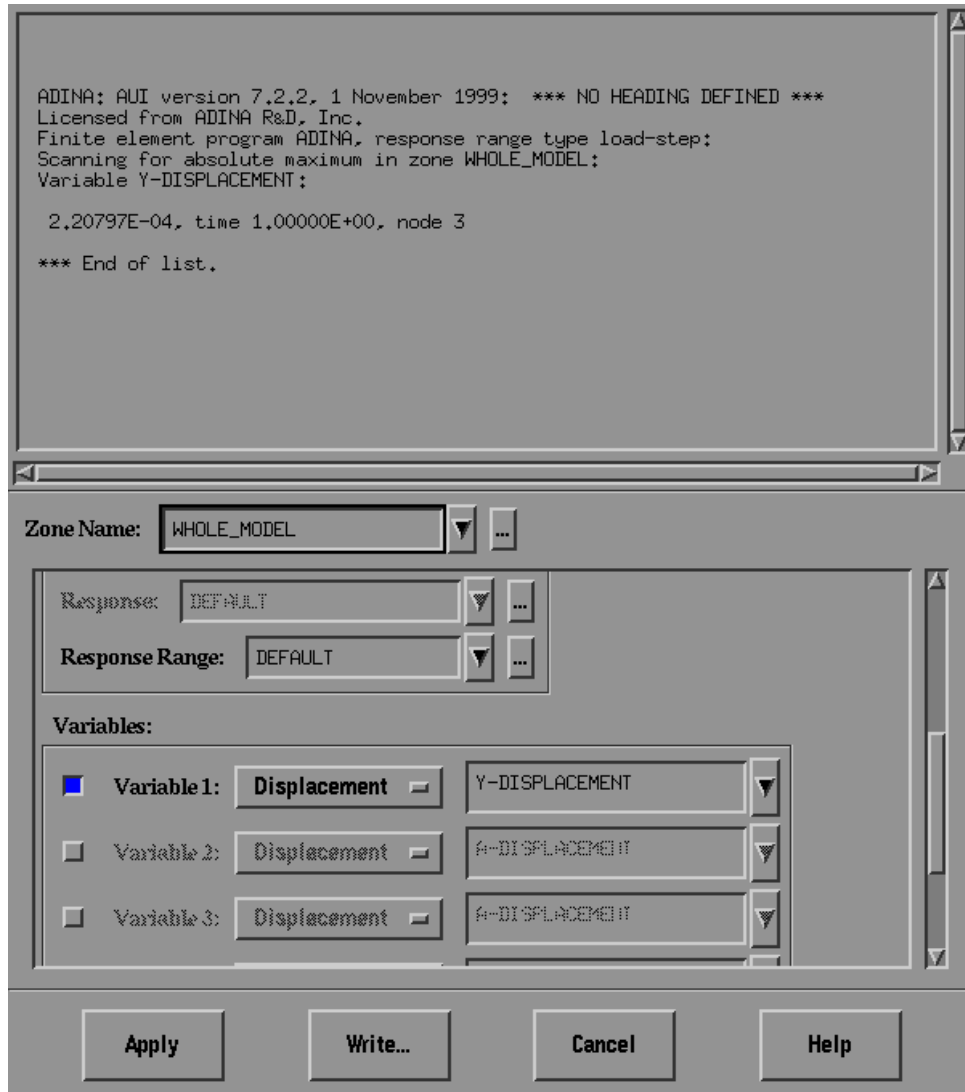 ADINA: AUI version 7.2.2, 1 November 1999:  *** NO HEADING DEFINED ***
Licensed from ADINA R&D, Inc.
Finite element program ADINA, response range type load-step:
Scanning for absolute maximum in zone WHOLE_MODEL:
Variable Y-DISPLACEMENT:
2.20797E-04, time 1.00000E+00, node 3
*** End of list.
Zone Name: WHOLE_MODEL ...
Response: DEFAULT ...
Response Range: DEFAULT ...
Variables:
Variable 1: Displacement Y-DISPLACEMENT
Variable 2: Displacement A-DISPLACEMENT
Variable 3: Displacement A-DISPLACEMENT
Apply Write... Cancel Help